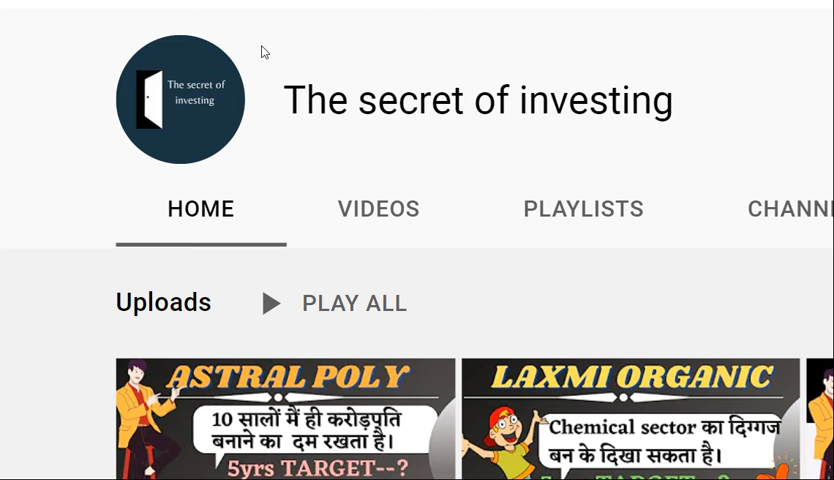 The secret of
investing
The secret of investing
HOME VIDEOS PLAYLISTS
Uploads PLAY ALL
ASTRAL POLY
10 सालों मैं ही करोड़पति
बनाने का दम रखता है।
5yrs TARGET--?
LAXMI ORGANIC
Chemical sector का दिग्गज
बन के दिखा सकता है।